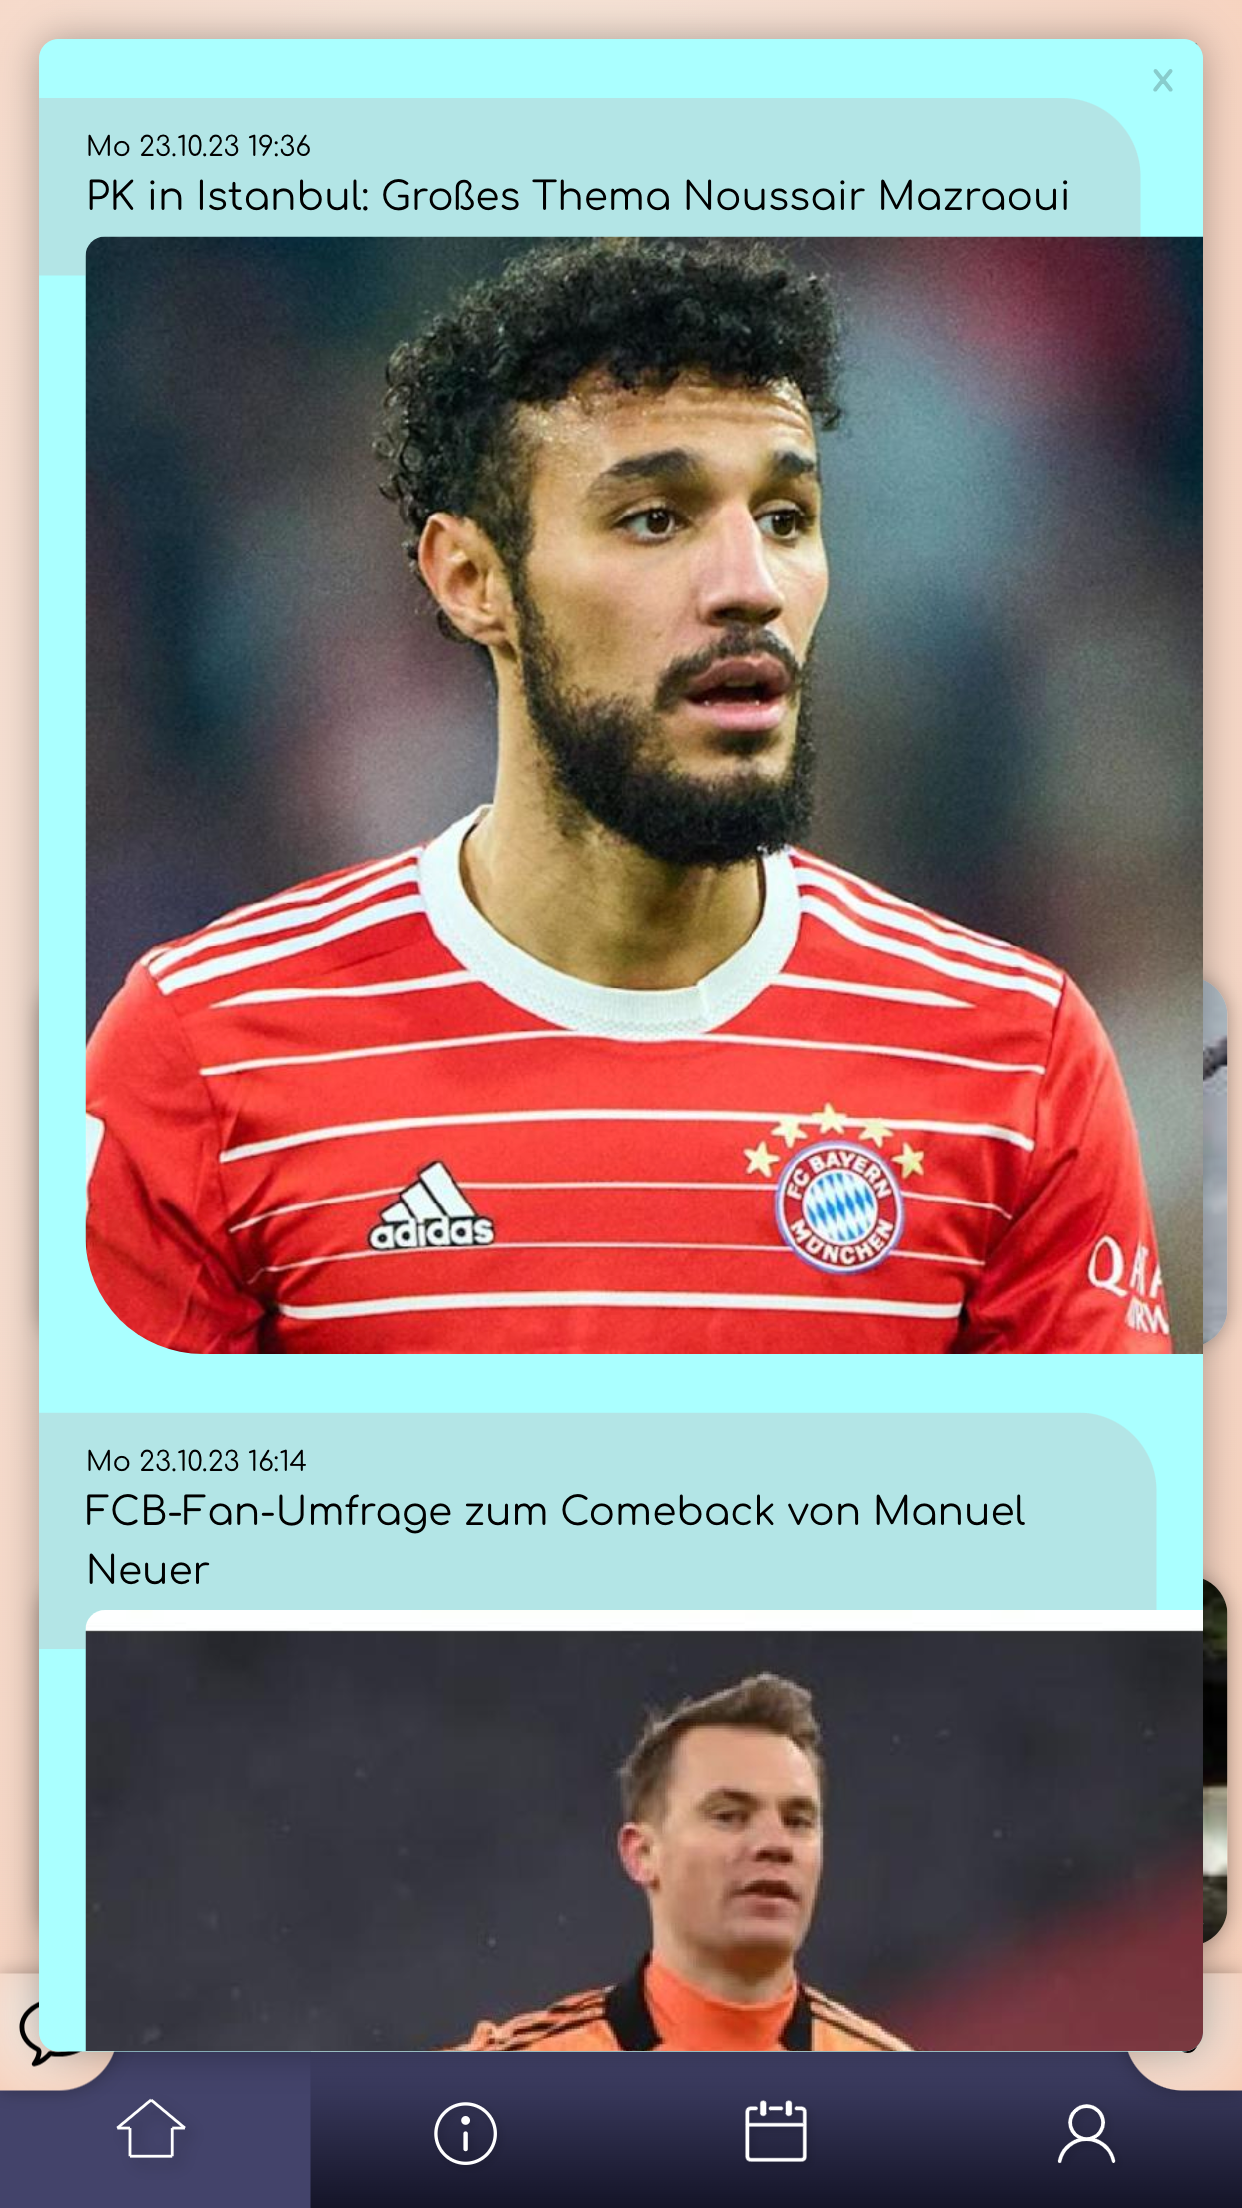 x
Mo 23.10.23 19:36
PK in Istanbul: Großes Thema Noussair Mazraoui
adidas
FC BAYERN
MÜNCHEN
Mo 23.10.23 16:14
FCB-Fan-Umfrage zum Comeback von Manuel
Neuer